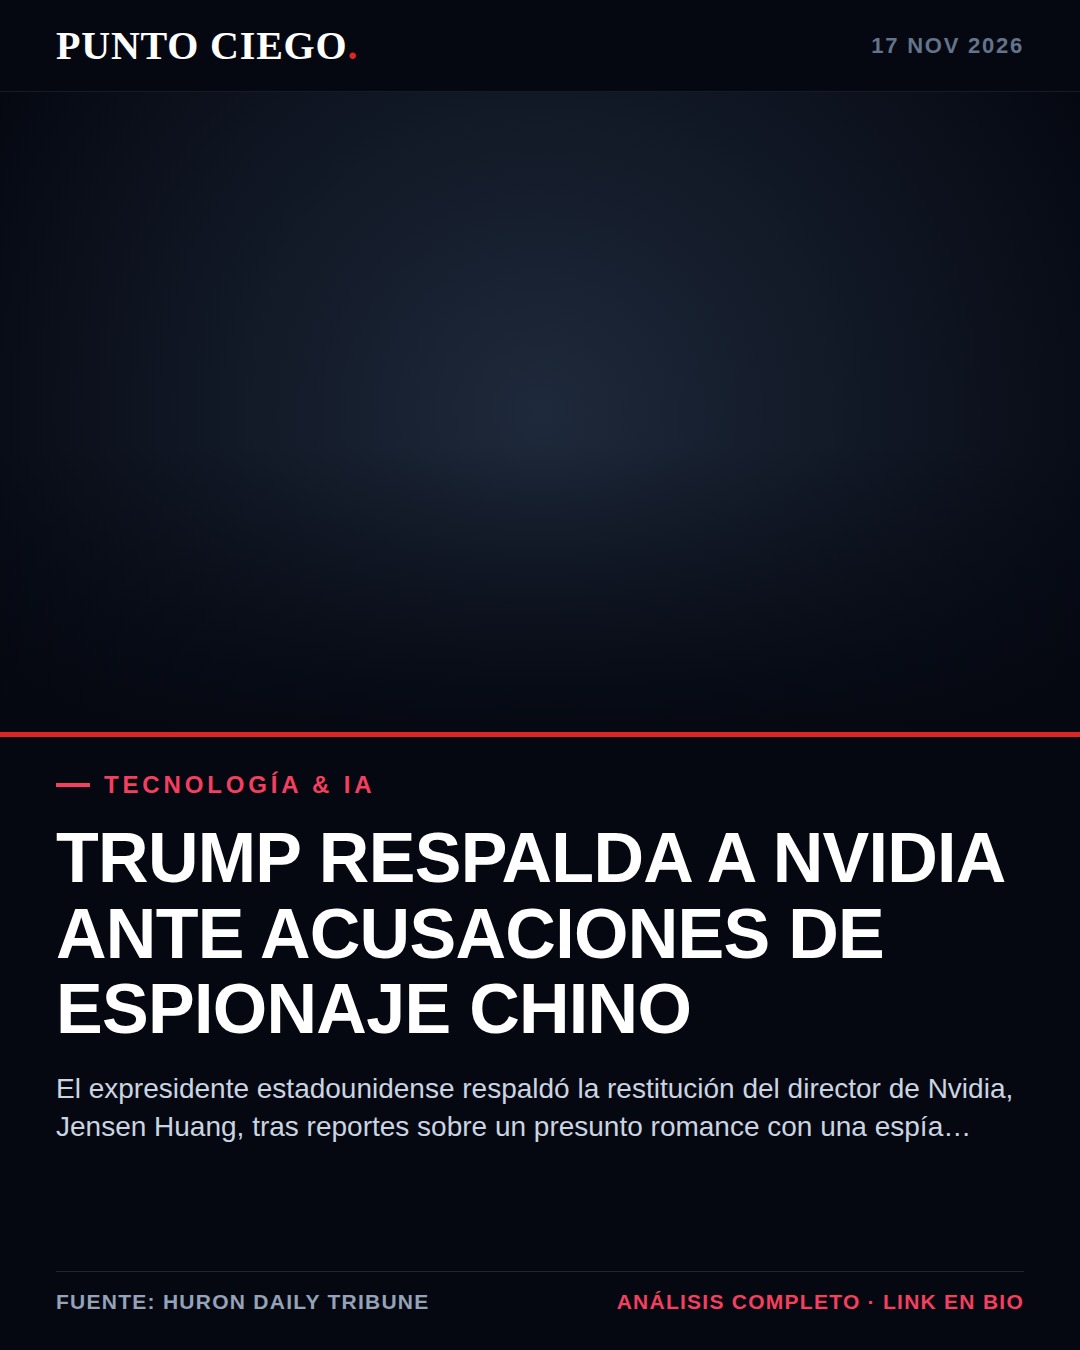 PUNTO CIEGO.
17 NOV 2026
TECNOLOGÍA & IA
TRUMP RESPALDA A NVIDIA
ANTE ACUSACIONES DE
ESPIONAJE CHINO
El expresidente estadounidense respaldó la restitución del director de Nvidia,
Jensen Huang, tras reportes sobre un presunto romance con una espía…
FUENTE: HURON DAILY TRIBUNE
ANÁLISIS COMPLETO · LINK EN BIO